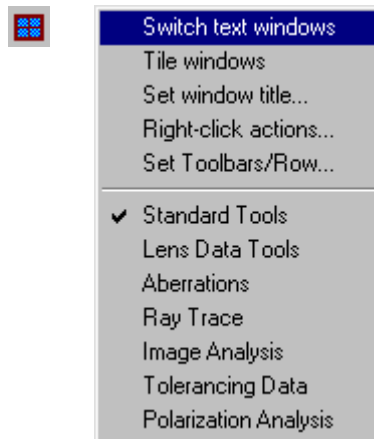 Switch text windows
Tile windows
Set window title...
Right-click actions...
Set Toolbars/Row...
Standard Tools
Lens Data Tools
Aberrations
Ray Trace
Image Analysis
Tolerancing Data
Polarization Analysis